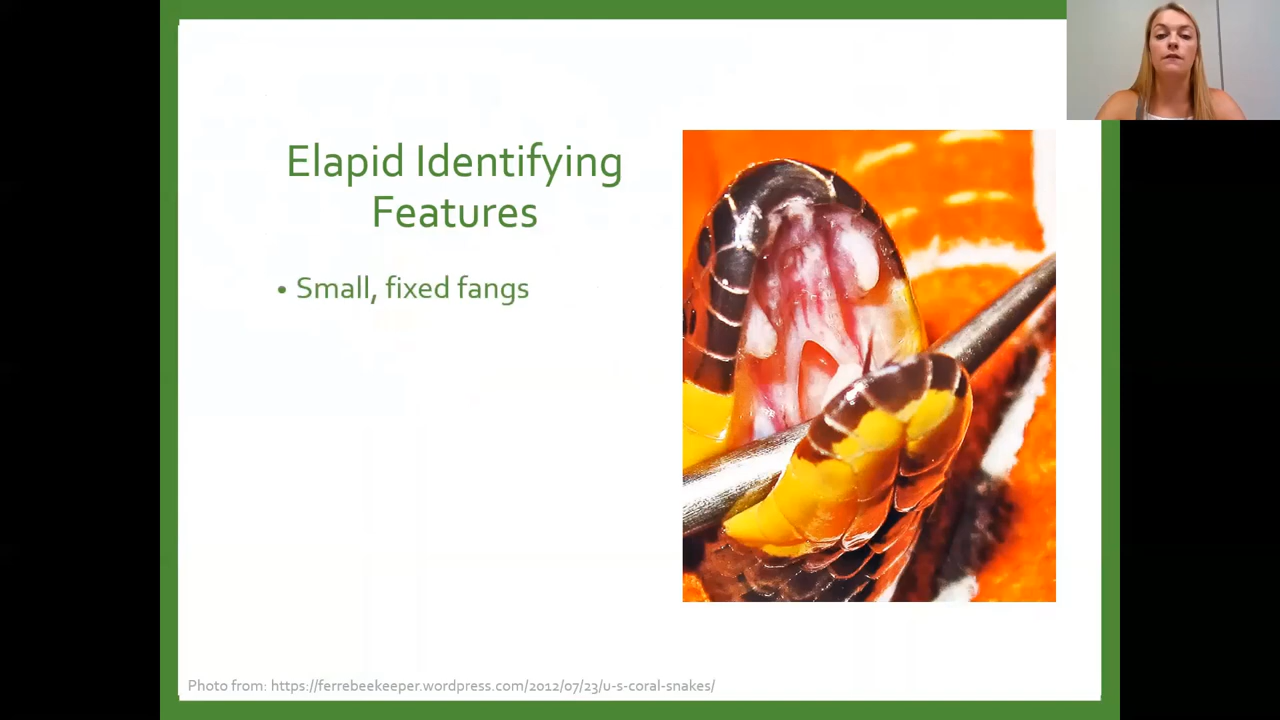 Elapid Identifying
Features
• Small, fixed fangs
Photo from: https://ferrebeekeeper.wordpress.com/2012/07/23/u-s-coral-snakes/